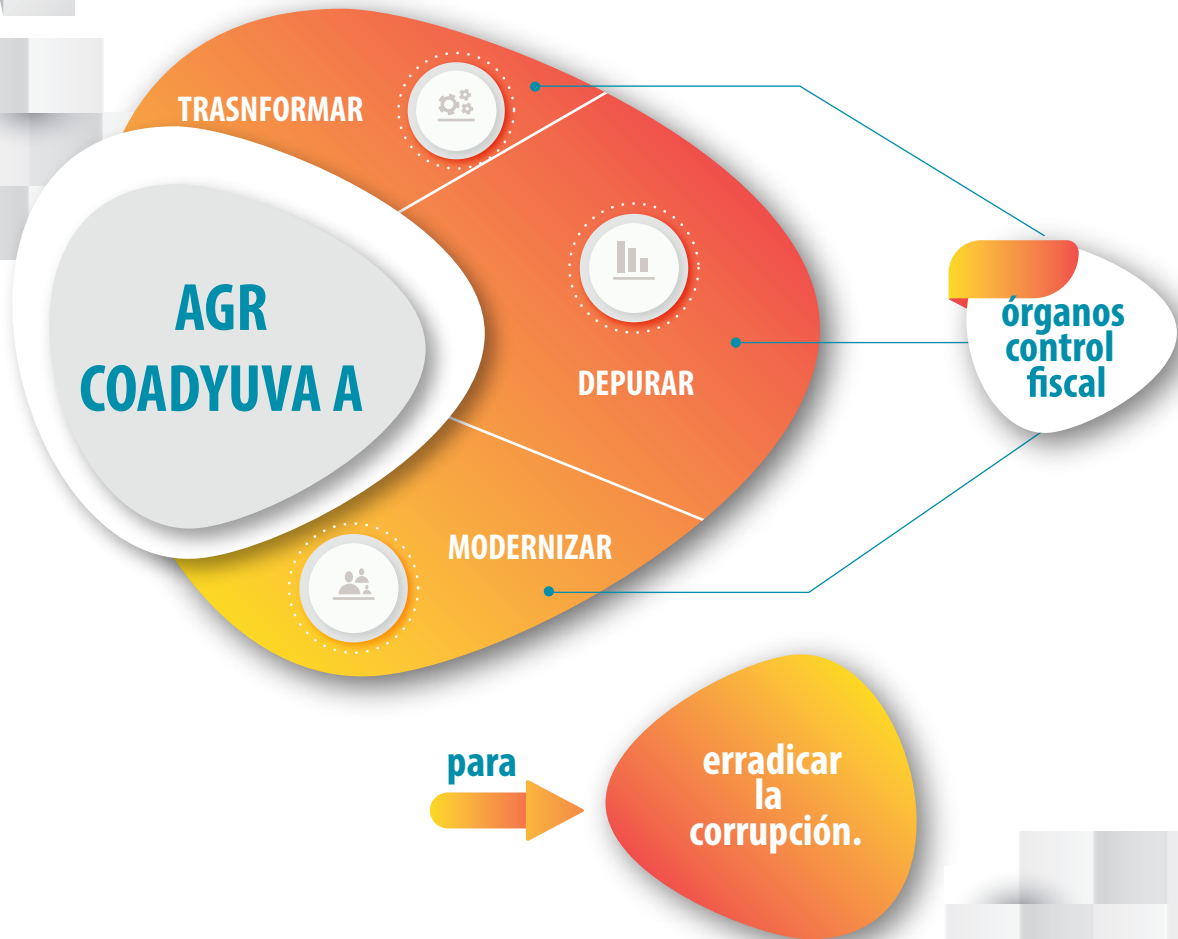 AGR
COADYUVA A
TRASNFORMAR
DEPURAR
MODERNIZAR
órganos
control
fiscal
para
erradicar
la
corrupción.